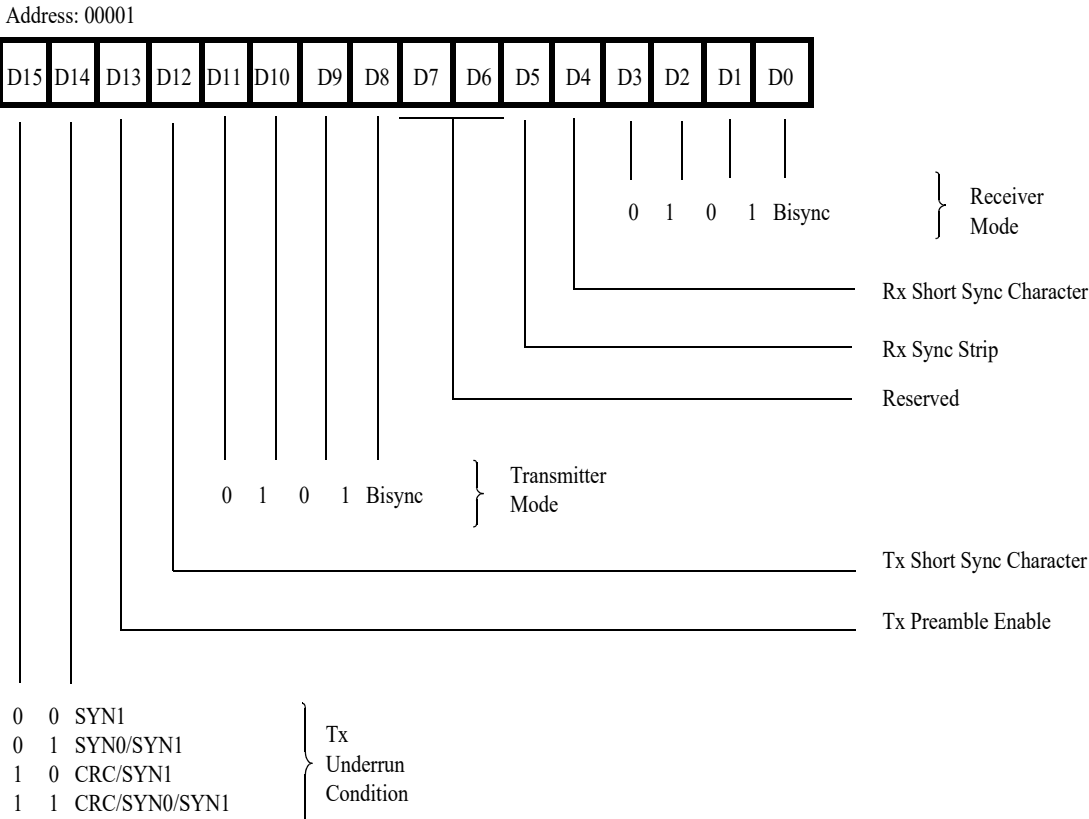 Address: 00001
D15 D14 D13 D12 D11 D10 D9 D8 D7 D6 D5 D4 D3 D2 D1 D0
0 1 0 1 Bisync
Receiver
Mode
Rx Short Sync Character
Rx Sync Strip
Reserved
0 1 0 1 Bisync
Transmitter
Mode
Tx Short Sync Character
Tx Preamble Enable
0 0 SYN1
0 1 SYN0/SYN1
1 0 CRC/SYN1
1 1 CRC/SYN0/SYN1
Tx
Underrun
Condition